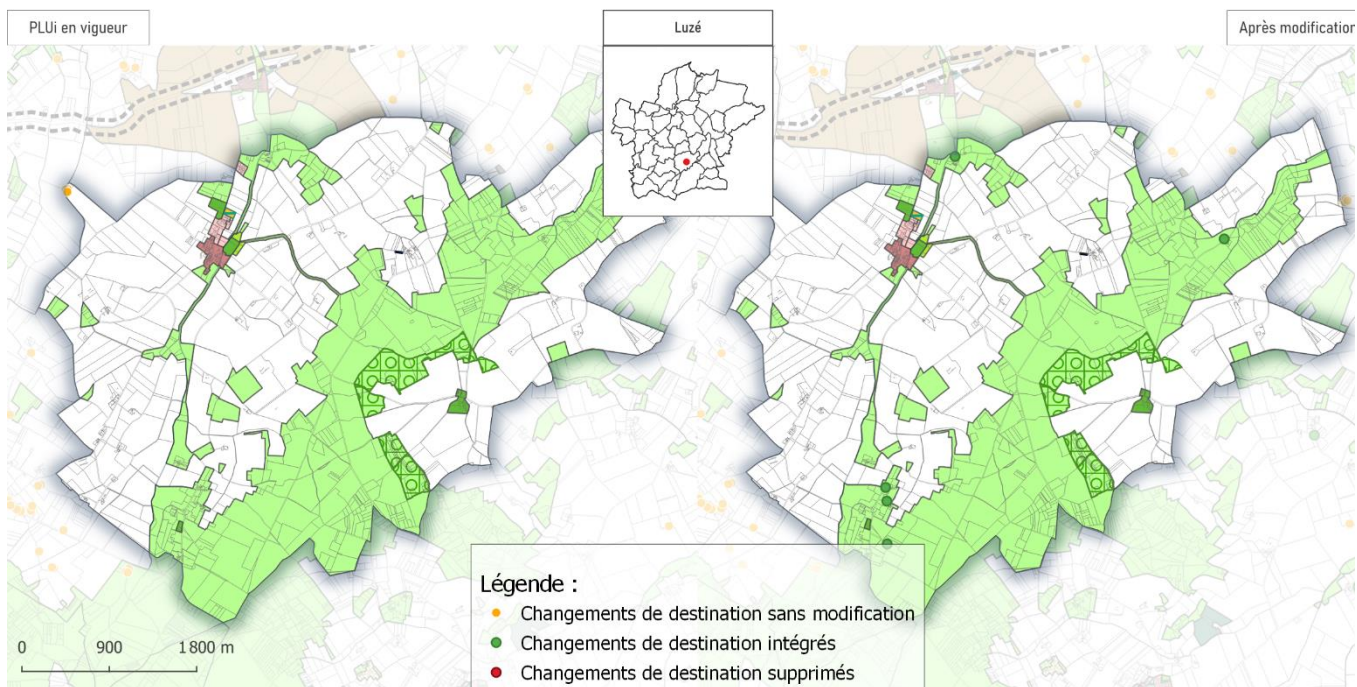 PLUi en vigueur
Luzé
Après modification
Légende :
Changements de destination sans modification
Changements de destination intégrés
Changements de destination supprimés
0 900 1 800 m